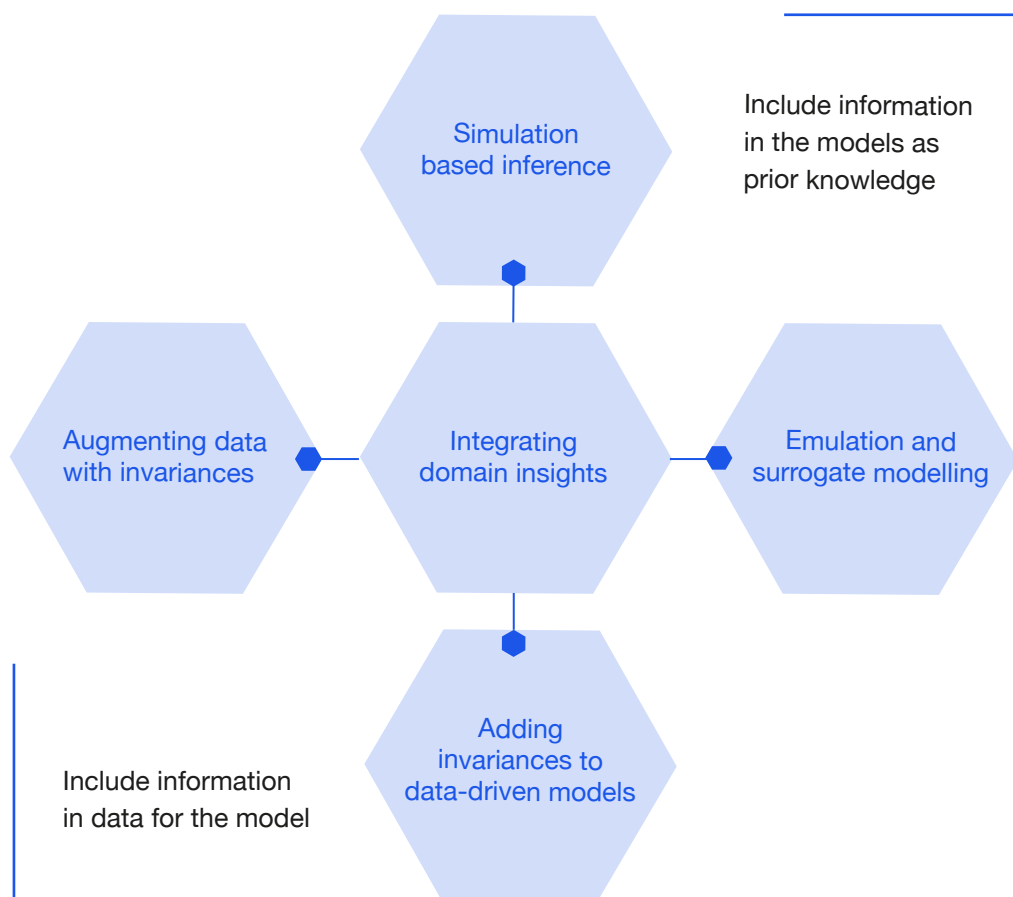 Simulation
based inference
Include information
in the models as
prior knowledge
Augmenting data
with invariances
Integrating
domain insights
Emulation and
surrogate modelling
Adding
invariances to
data-driven models
Include information
in data for the model